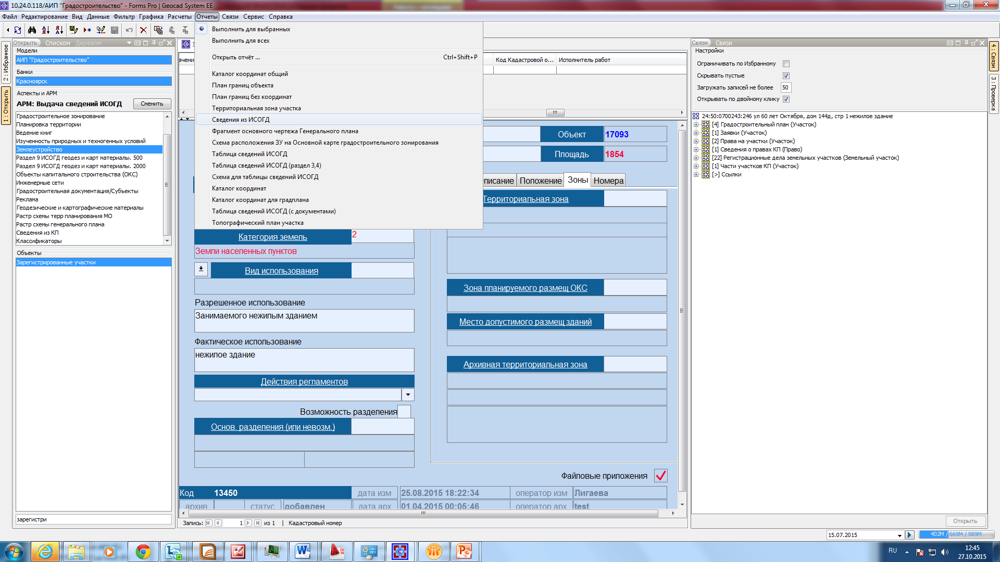 10.24.0.118/АИП "Градостроительство" - Forms Pro | Geocad System EE
Файл Редактирование Вид Данные Фильтр Графика Расчеты Отчеты Связи Сервис Справка
2 : Избранное
1 : Открыть
Открыть Списком Деревом
Модели
АИП "Градостроительство"
Банки
Красноярск
Аспекты и АРМ
АРМ: Выдача сведений ИСОГД Сменить
Градостроительное зонирование
Планировка территории
Ведение книг
Изученность природных и техногенных условий
Землеустройство
Раздел 9 ИСОГД геодез и карт материалы. 500
Раздел 9 ИСОГД геодез и карт материалы. 2000
Объекты капитального строительства (ОКС)
Инженерные сети
Градостроительная документация/Субъекты
Реклама
Геодезические и картографические материалы
Растр схемы терр планирования МО
Растр схемы генерального плана
Сведения из КП
Классификаторы
Объекты
Зарегистрированные участки
зарегистри
Выполнить для выбранных
Выполнить для всех
Открыть отчёт ... Ctrl+Shift+P
Каталог координат общий
План границ объекта
План границ без координат
Территориальная зона участка
Сведения из ИСОГД
Фрагмент основного чертежа Генерального плана
Схема расположения ЗУ на Основной карте градостроительного зонирования
Таблица сведений ИСОГД
Таблица сведений ИСОГД (раздел 3,4)
Схема для таблицы сведений ИСОГД
Каталог координат
Каталог координат для градплана
Таблица сведений ИСОГД (с документами)
Топографический план участка
Код Кадастровой о... Исполнитель работ
Объект 17093
Площадь 1854
Положение Зоны Номера
Территориальная зона
Категория земель 2
Земли населенных пунктов
Вид использования
Разрешенное использование
Занимаемого нежилым зданием
Фактическое использование
нежилое здание
Действия регламентов
Возможность разделения
Основ. разделения (или невозм.)
Зона планируемого размещ ОКС
Место допустимого размещ зданий
Архивная территориальная зона
Файловые приложения
Код 13450 дата изм 25.08.2015 18:22:34 оператор изм Лигаева
архив статус добавлен дата арх 01.04.2015 00:05:46 оператор арх test
Запись: 1 из 1 | Кадастровый номер
Связи Связи
Настройки
Ограничивать по Избранному
Скрывать пустые
Загружать записей не более 50
Открывать по двойному клику
24:50:0700243:246 ул 60 лет Октября, дом 144д, стр 1 нежилое здание
[4] Градостроительный план (Участок)
[1] Заявки (Участок)
[2] Права на участки (Участок)
[1] Сведения о правах КП (Право)
[22] Регистрационные дела земельных участков (Земельный участок)
[1] Части участков КП (Участок)
[>] Ссылки
4 : Связи
3 : Проверка
Открыть
15.07.2015 402M / 669M / 989M
RU 12:45
27.10.2015